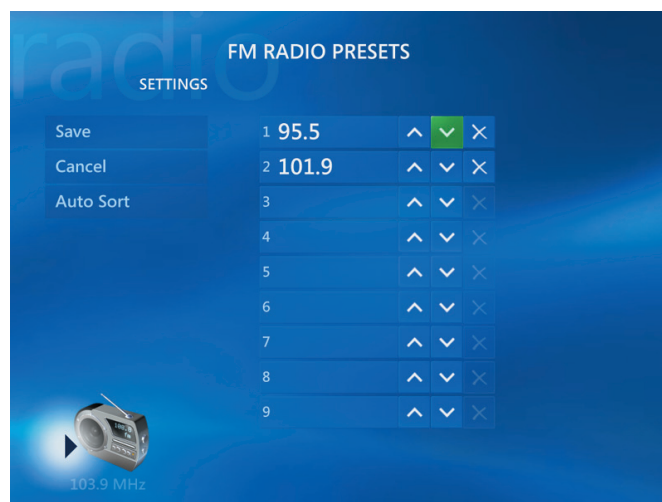 radio
FM RADIO PRESETS
SETTINGS
Save
Cancel
Auto Sort
1 95.5
2 101.9
3
4
5
6
7
8
9
103.9 MHz